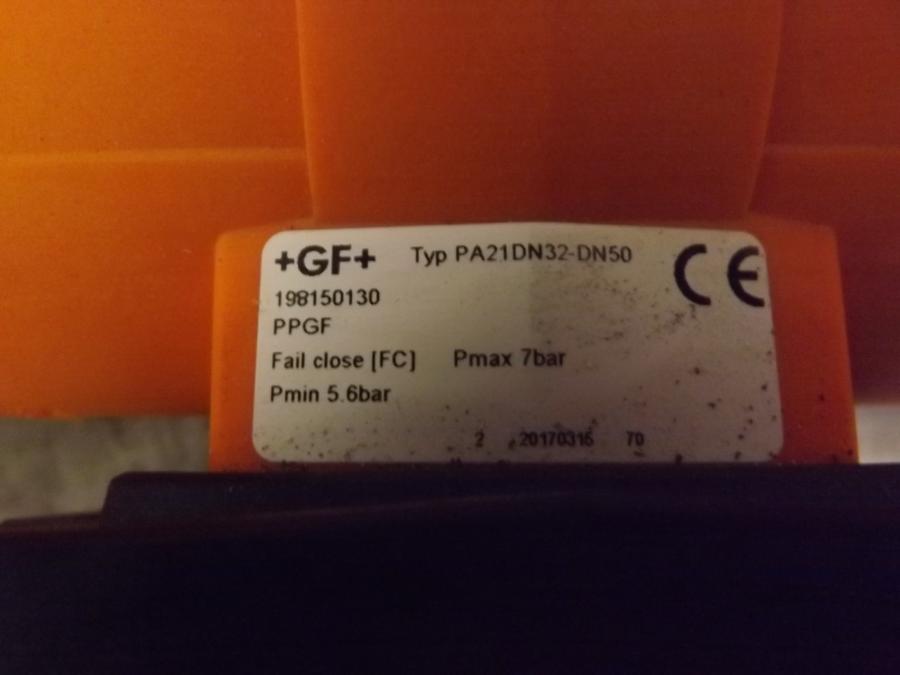 +GF+ Typ PA21DN32-DN50 CE
198150130
PPGF
Fail close [FC] Pmax 7bar
Pmin 5.6bar
2 20170316 70